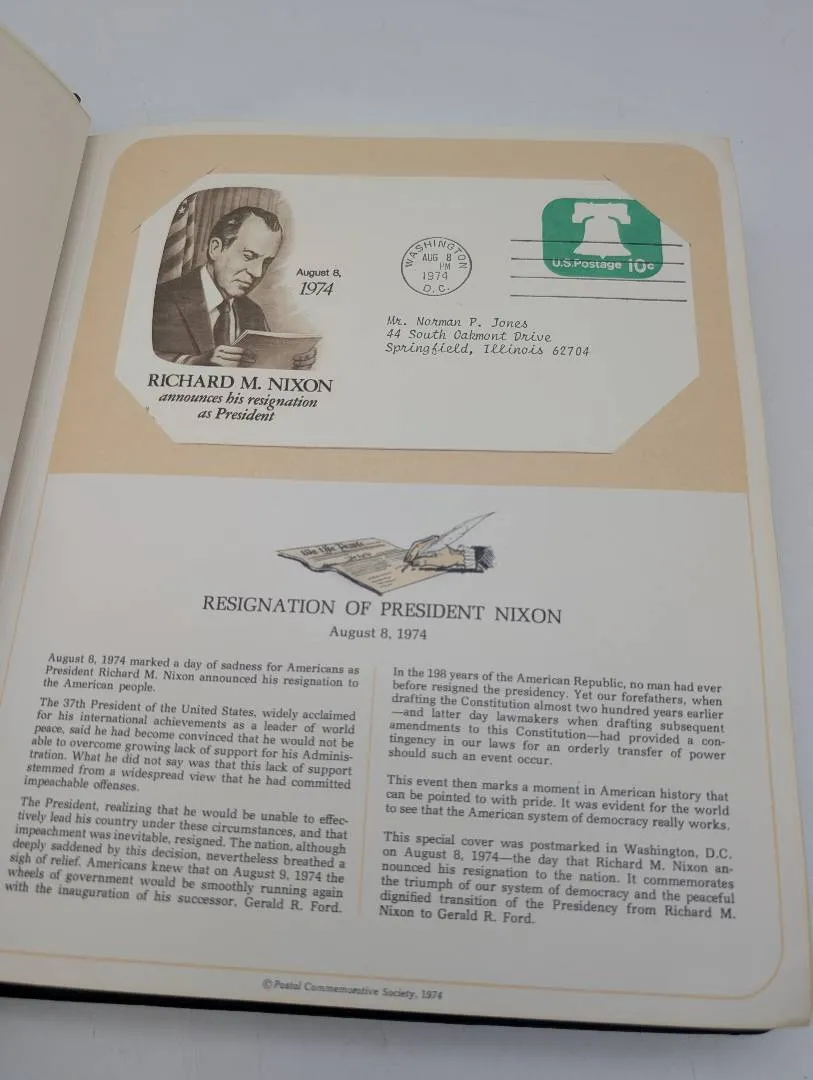 WASHINGTON
AUG 8
PM
1974
D.C.
U.S.Postage 10c
August 8,
1974
Mr. Norman P. Jones
44 South Oakmont Drive
Springfield, Illinois 62704
RICHARD M. NIXON
announces his resignation
as President
We the People
RESIGNATION OF PRESIDENT NIXON
August 8, 1974
August 8, 1974 marked a day of sadness for Americans as
President Richard M. Nixon announced his resignation to
the American people.
The 37th President of the United States, widely acclaimed
for his international achievements as a leader of world
peace, said he had become convinced that he would not be
able to overcome growing lack of support for his Adminis-
tration. What he did not say was that this lack of support
stemmed from a widespread view that he had committed
impeachable offenses.
The President, realizing that he would be unable to effec-
tively lead his country under these circumstances, and that
impeachment was inevitable, resigned. The nation, although
deeply saddened by this decision, nevertheless breathed a
sigh of relief. Americans knew that on August 9, 1974 the
wheels of government would be smoothly running again
with the inauguration of his successor, Gerald R. Ford.
In the 198 years of the American Republic, no man had ever
before resigned the presidency. Yet our forefathers, when
drafting the Constitution almost two hundred years earlier
—and latter day lawmakers when drafting subsequent
amendments to this Constitution—had provided a con-
tingency in our laws for an orderly transfer of power
should such an event occur.
This event then marks a moment in American history that
can be pointed to with pride. It was evident for the world
to see that the American system of democracy really works.
This special cover was postmarked in Washington, D.C.
on August 8, 1974—the day that Richard M. Nixon an-
nounced his resignation to the nation. It commemorates
the triumph of our system of democracy and the peaceful
dignified transition of the Presidency from Richard M.
Nixon to Gerald R. Ford.
© Postal Commemorative Society, 1974